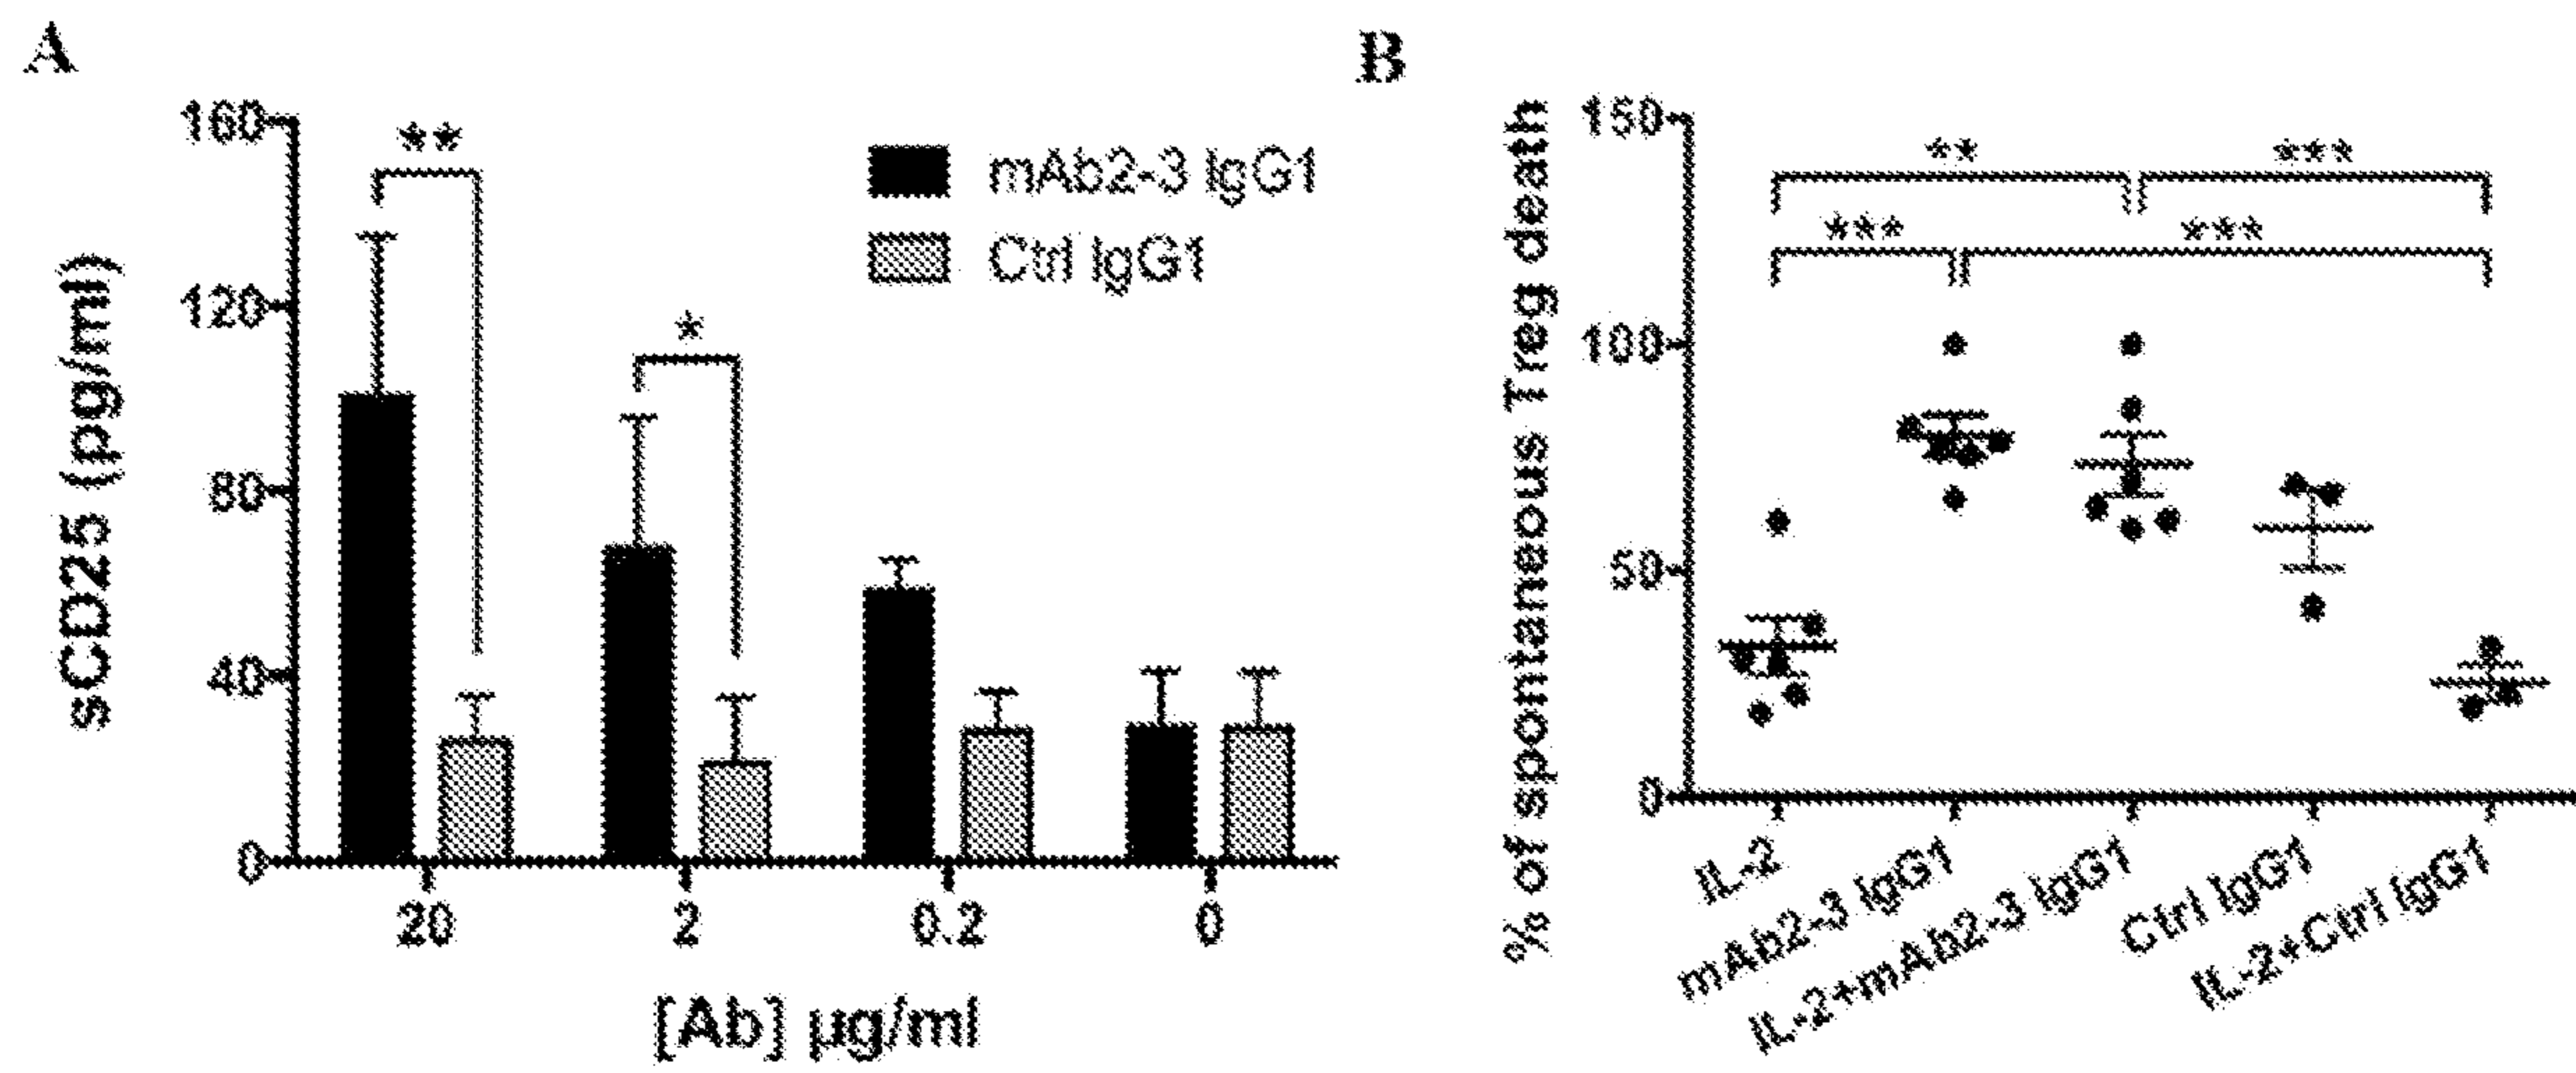 A
sCD25 (pg/ml)
160
120
80
40
0
**
*
mAb2-3 IgG1
Ctrl IgG1
20 2 0.2 0
[Ab] µg/ml
B
% of spontaneous Treg death
150
100
50
0
** ***
*** ***
IL-2
mAb2-3 IgG1
IL-2+mAb2-3 IgG1
Ctrl IgG1
IL-2+Ctrl IgG1